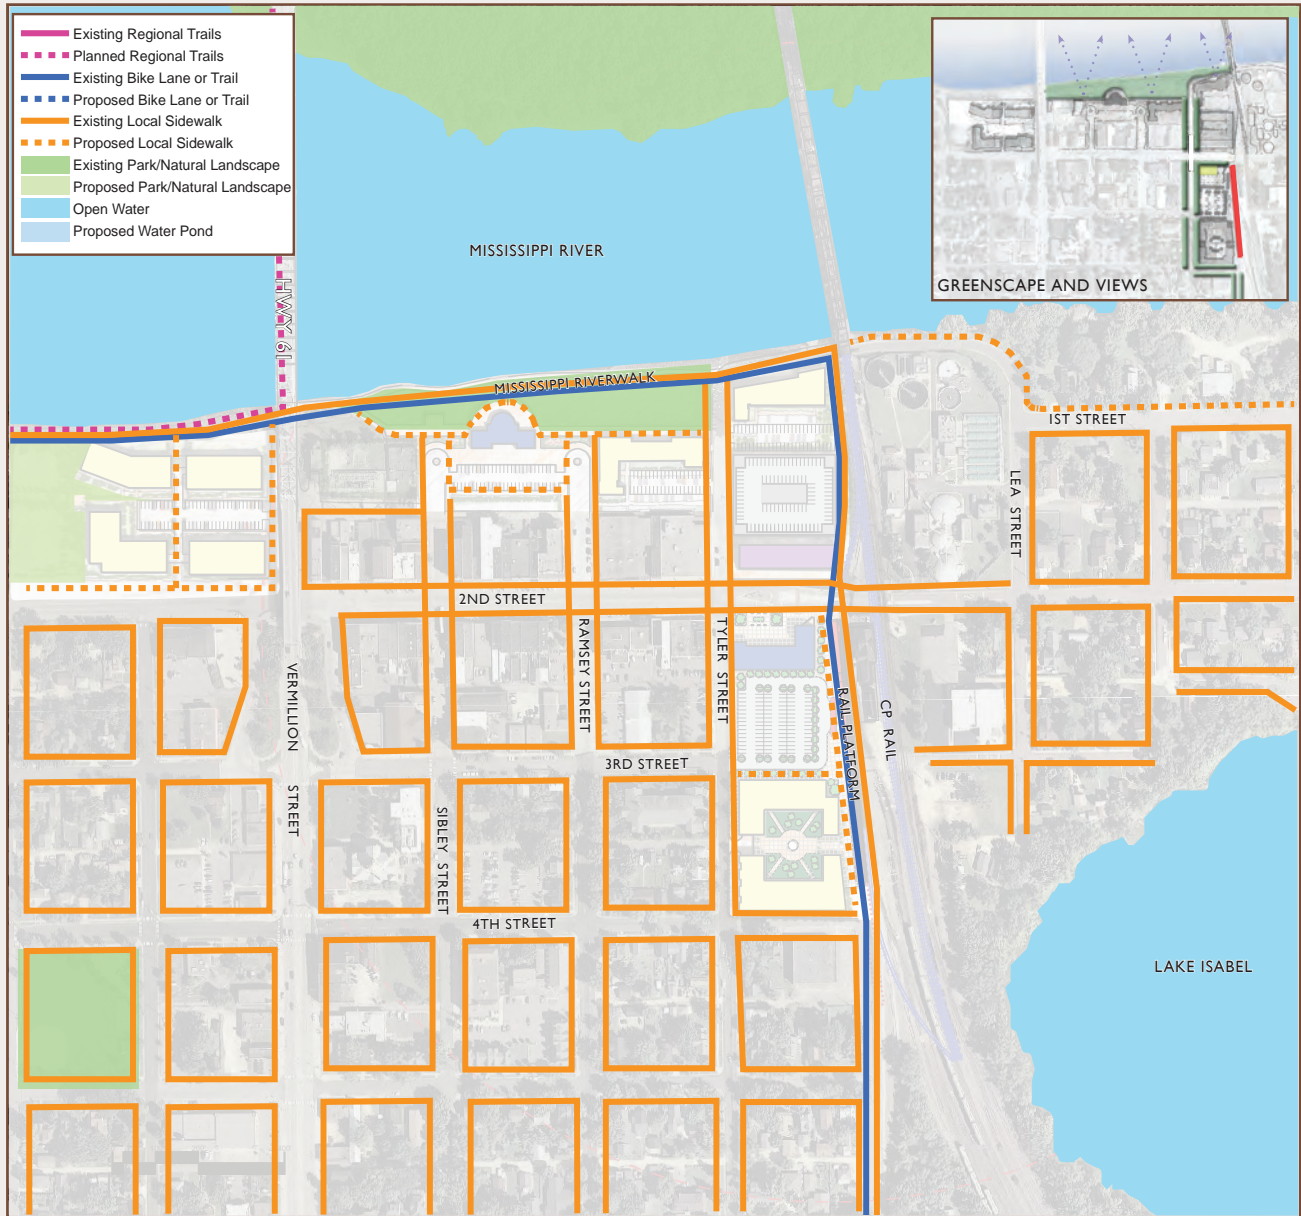 Existing Regional Trails
Planned Regional Trails
Existing Bike Lane or Trail
Proposed Bike Lane or Trail
Existing Local Sidewalk
Proposed Local Sidewalk
Existing Park/Natural Landscape
Proposed Park/Natural Landscape
Open Water
Proposed Water Pond
GREENSCAPE AND VIEWS
MISSISSIPPI RIVER
HWY 61
MISSISSIPPI RIVERWALK
1ST STREET
LEA STREET
2ND STREET
RAMSEY STREET
TYLER STREET
VERMILLION STREET
RAIL PLATFORM
CP RAIL
3RD STREET
SIBLEY STREET
4TH STREET
LAKE ISABEL